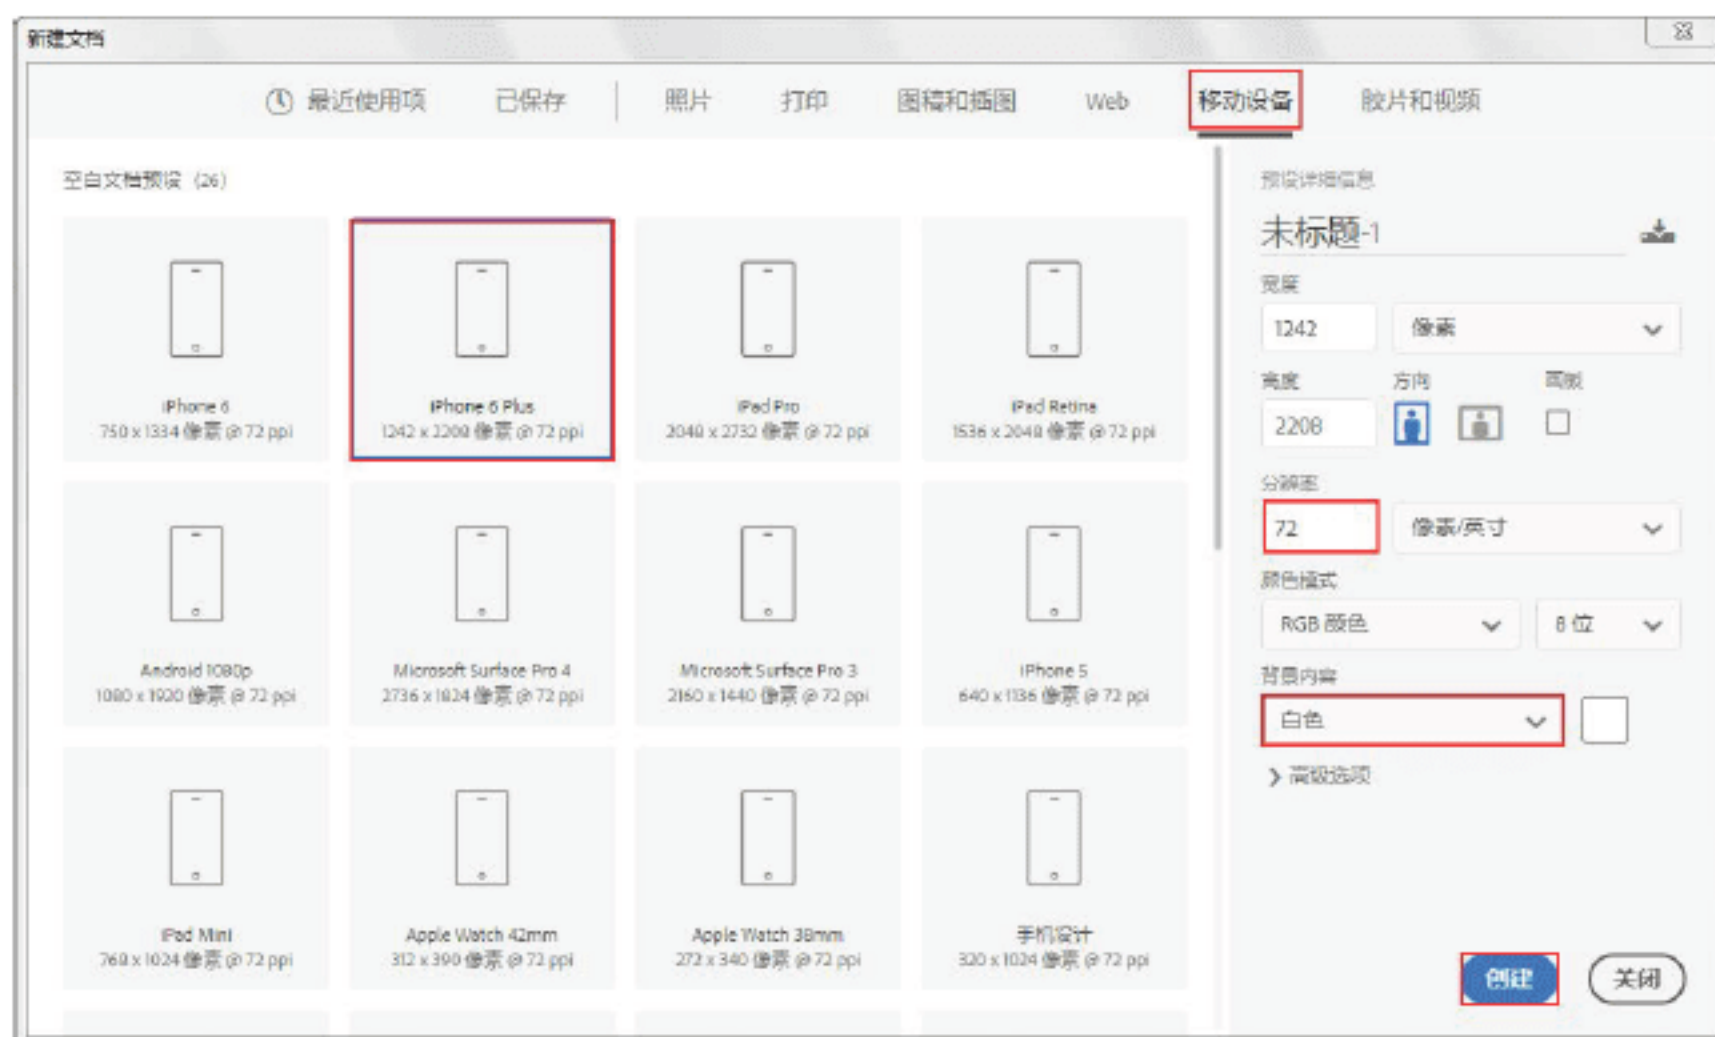 新建文档
最近使用项 已保存 照片 打印 图稿和插图 Web 移动设备 胶片和视频
空白文档预设 (26)
iPhone 6
750 x 1334 像素 @ 72 ppi
iPhone 6 Plus
1242 x 2208 像素 @ 72 ppi
iPad Pro
2048 x 2732 像素 @ 72 ppi
iPad Retina
1536 x 2048 像素 @ 72 ppi
Android 1080p
1080 x 1920 像素 @ 72 ppi
Microsoft Surface Pro 4
2736 x 1824 像素 @ 72 ppi
Microsoft Surface Pro 3
2160 x 1440 像素 @ 72 ppi
iPhone 5
640 x 1136 像素 @ 72 ppi
iPad Mini
768 x 1024 像素 @ 72 ppi
Apple Watch 42mm
312 x 390 像素 @ 72 ppi
Apple Watch 38mm
272 x 340 像素 @ 72 ppi
手机设计
320 x 1024 像素 @ 72 ppi
预设详细信息
未标题-1
宽度
1242 像素
高度 方向 画板
2208
分辨率
72 像素/英寸
颜色模式
RGB 颜色 8 位
背景内容
白色
高级选项
创建 关闭